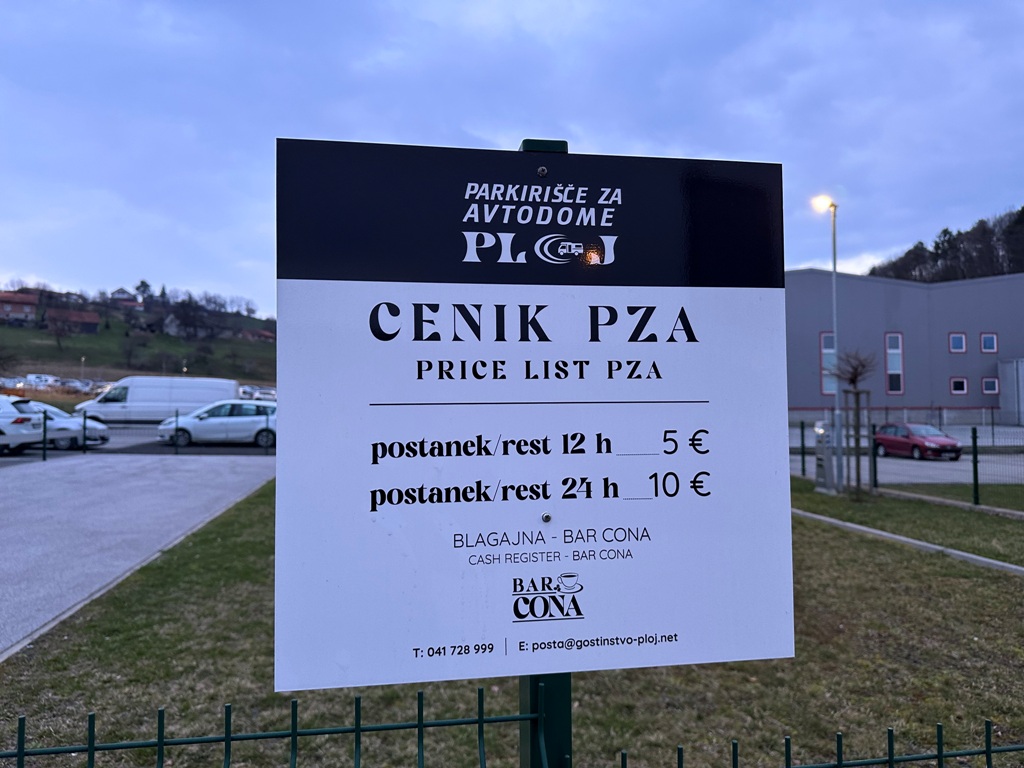 PARKIRIŠČE ZA
AVTODOME
PLOJ
CENIK PZA
PRICE LIST PZA
postanek/rest 12 h 5 €
postanek/rest 24 h 10 €
BLAGAJNA - BAR CONA
CASH REGISTER - BAR CONA
BAR
CONA
T: 041 728 999 | E: posta@gostinstvo-ploj.net